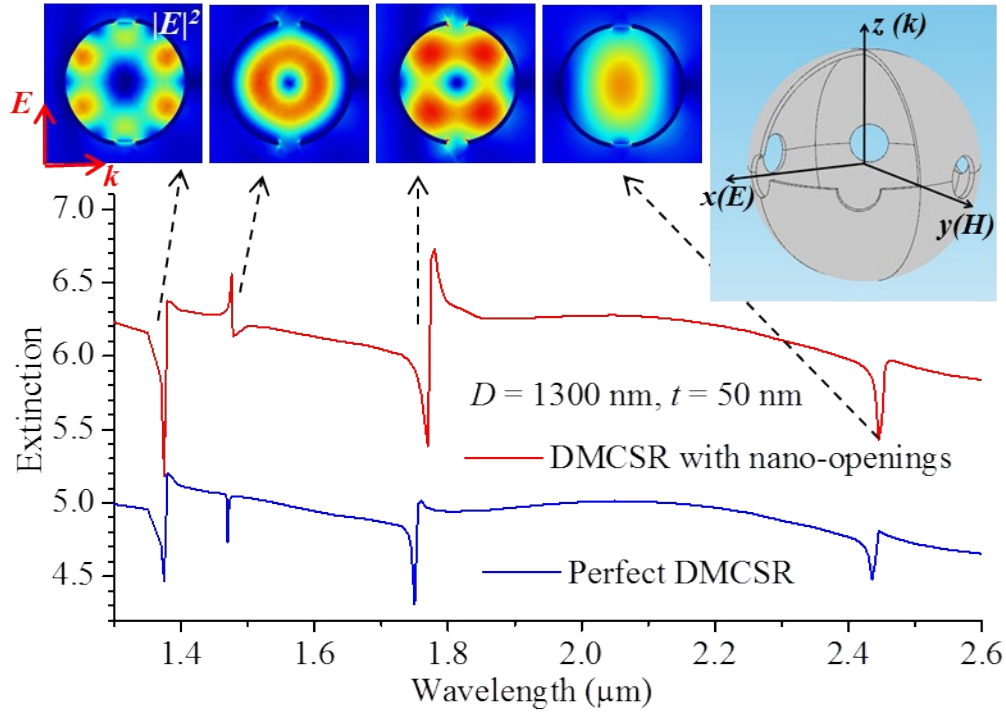 |E|²
E
k
z (k)
x(E)
y(H)
7.0
6.5
6.0
5.5
5.0
4.5
Extinction
D = 1300 nm, t = 50 nm
DMCSR with nano-openings
Perfect DMCSR
1.4 1.6 1.8 2.0 2.2 2.4 2.6
Wavelength (μm)